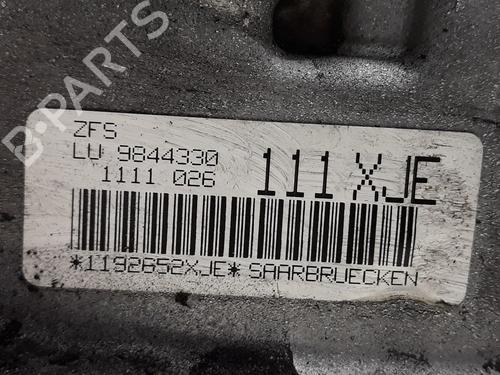 B-PARTS
ZFS
LU 9844330
1111 026
111 XJE
*1192652XJE* SAARBRUECKEN